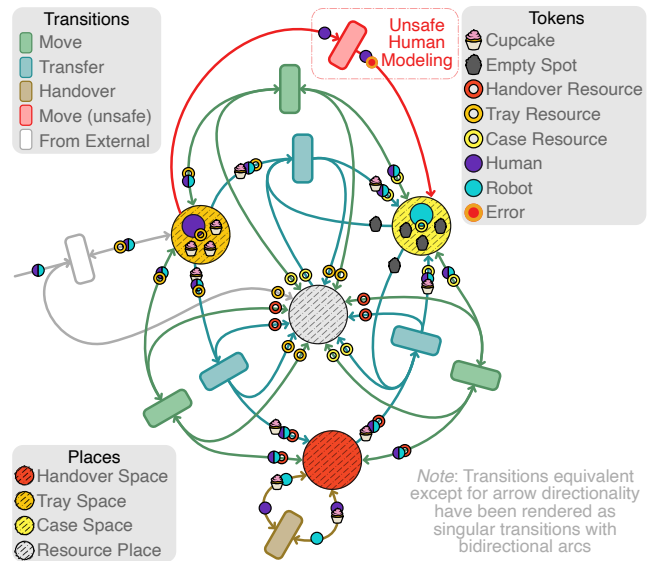 Transitions
Move
Transfer
Handover
Move (unsafe)
From External
Unsafe
Human
Modeling
Tokens
Cupcake
Empty Spot
Handover Resource
Tray Resource
Case Resource
Human
Robot
Error
Places
Handover Space
Tray Space
Case Space
Resource Place
Note: Transitions equivalent
except for arrow directionality
have been rendered as
singular transitions with
bidirectional arcs